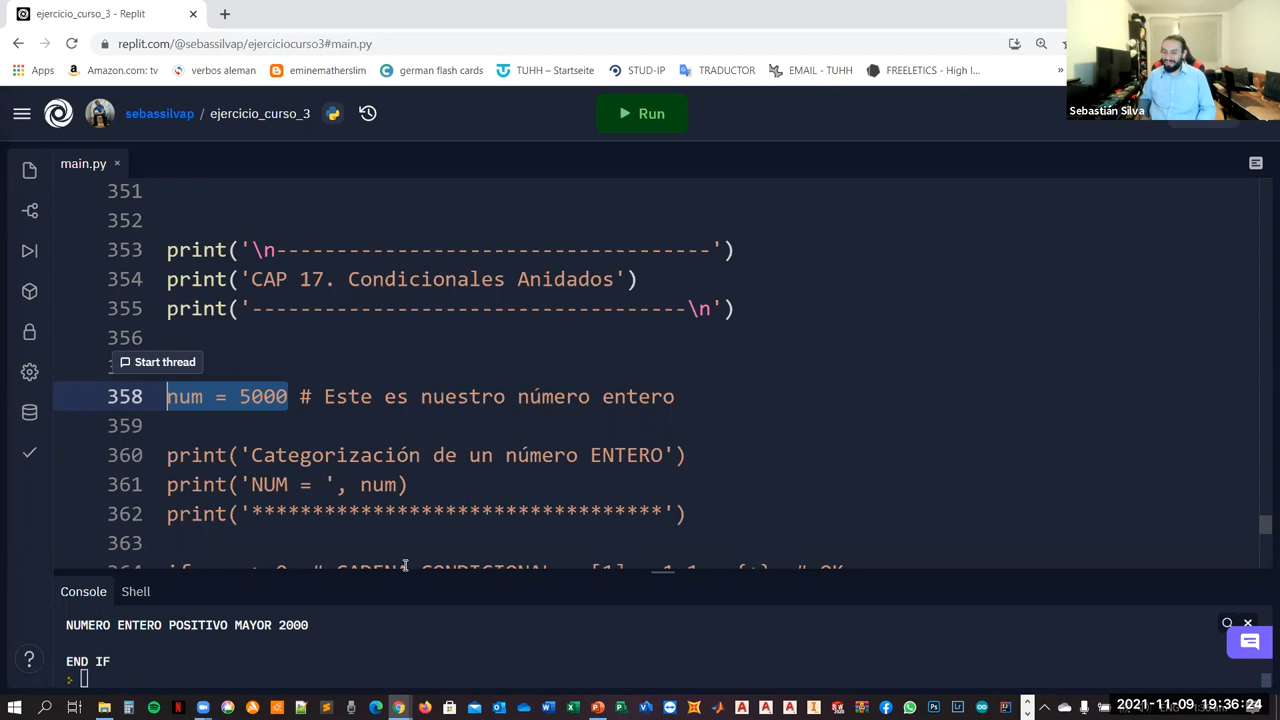 ejercicio_curso_3 - Replit
replit.com/@sebassilvap/ejerciciocurso3#main.py
Apps
Amazon.com: tv
verbos aleman
eminemathslim
german flash cards
TUHH – Startseite
STUD-IP
TRADUCTOR
EMAIL - TUHH
FREELETICS - High I...
»
Sebastián Silva
sebassilvap / ejercicio_curso_3
Run
main.py
351
352
353 print('\n------------------------------------')
354 print('CAP 17. Condicionales Anidados')
355 print('------------------------------------\n')
356
Start thread
358 num = 5000 # Este es nuestro número entero
359
360 print('Categorización de un número ENTERO')
361 print('NUM = ', num)
362 print('**********************************')
363
Console
Shell
NUMERO ENTERO POSITIVO MAYOR 2000
END IF
2021-11-09 19:36:24